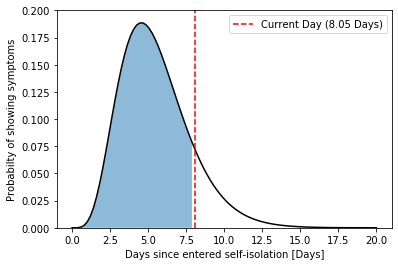 0.200
0.175
0.150
0.125
0.100
0.075
0.050
0.025
0.000
Probablity of showing symptoms
Current Day (8.05 Days)
0.0 2.5 5.0 7.5 10.0 12.5 15.0 17.5 20.0
Days since entered self-isolation [Days]